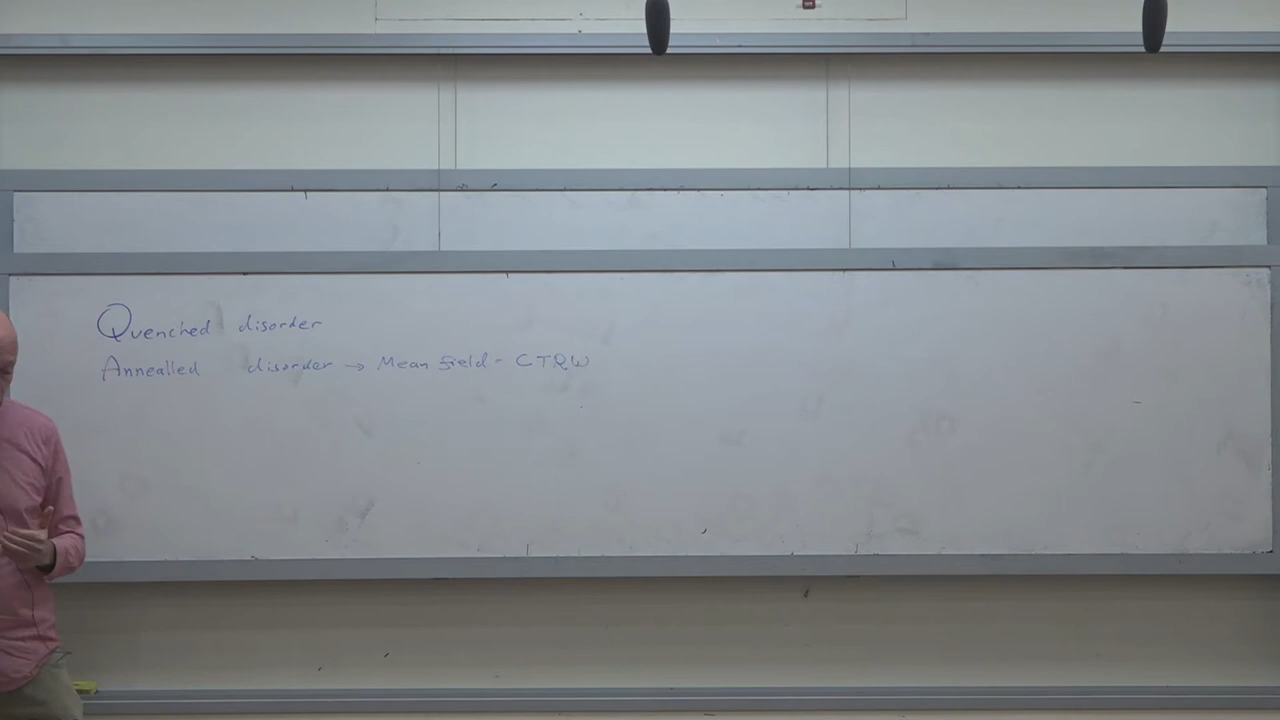 Quenched disorder
Annealled disorder → Mean field - CTRW